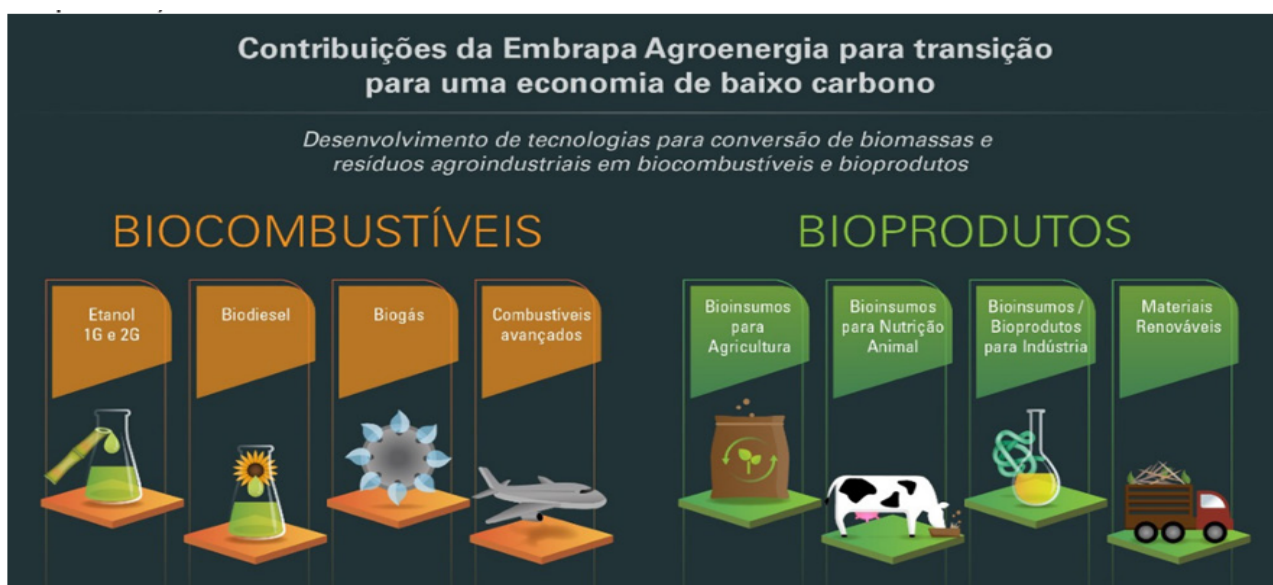 Contribuições da Embrapa Agroenergia para transição
para uma economia de baixo carbono
Desenvolvimento de tecnologias para conversão de biomassas e
resíduos agroindustriais em biocombustíveis e bioprodutos
BIOCOMBUSTÍVEIS
Etanol
1G e 2G
Biodiesel
Biogás
Combustíveis
avançados
BIOPRODUTOS
Bioinsumos
para
Agricultura
Bioinsumos
para Nutrição
Animal
Bioinsumos /
Bioprodutos
para Indústria
Materiais
Renováveis